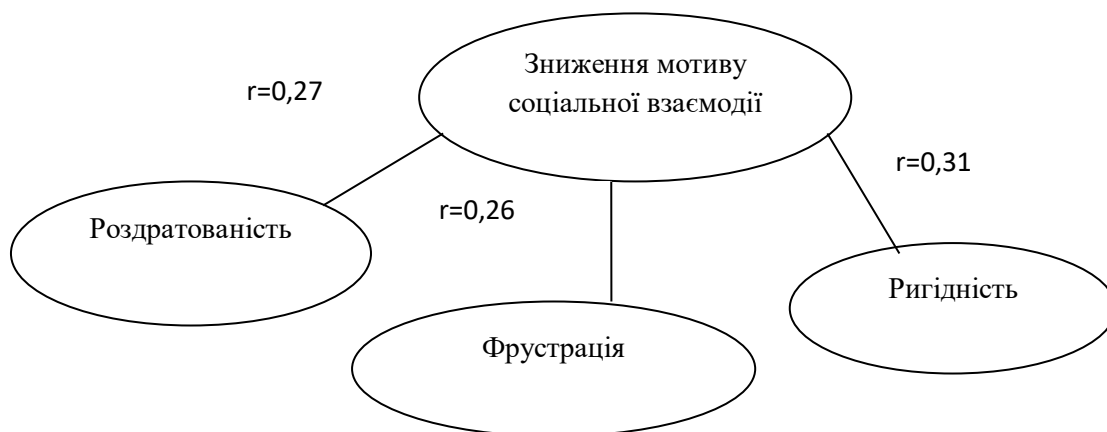 Зниження мотиву
соціальної взаємодії
r=0,27
r=0,31
r=0,26
Роздратованість
Ригідність
Фрустрація